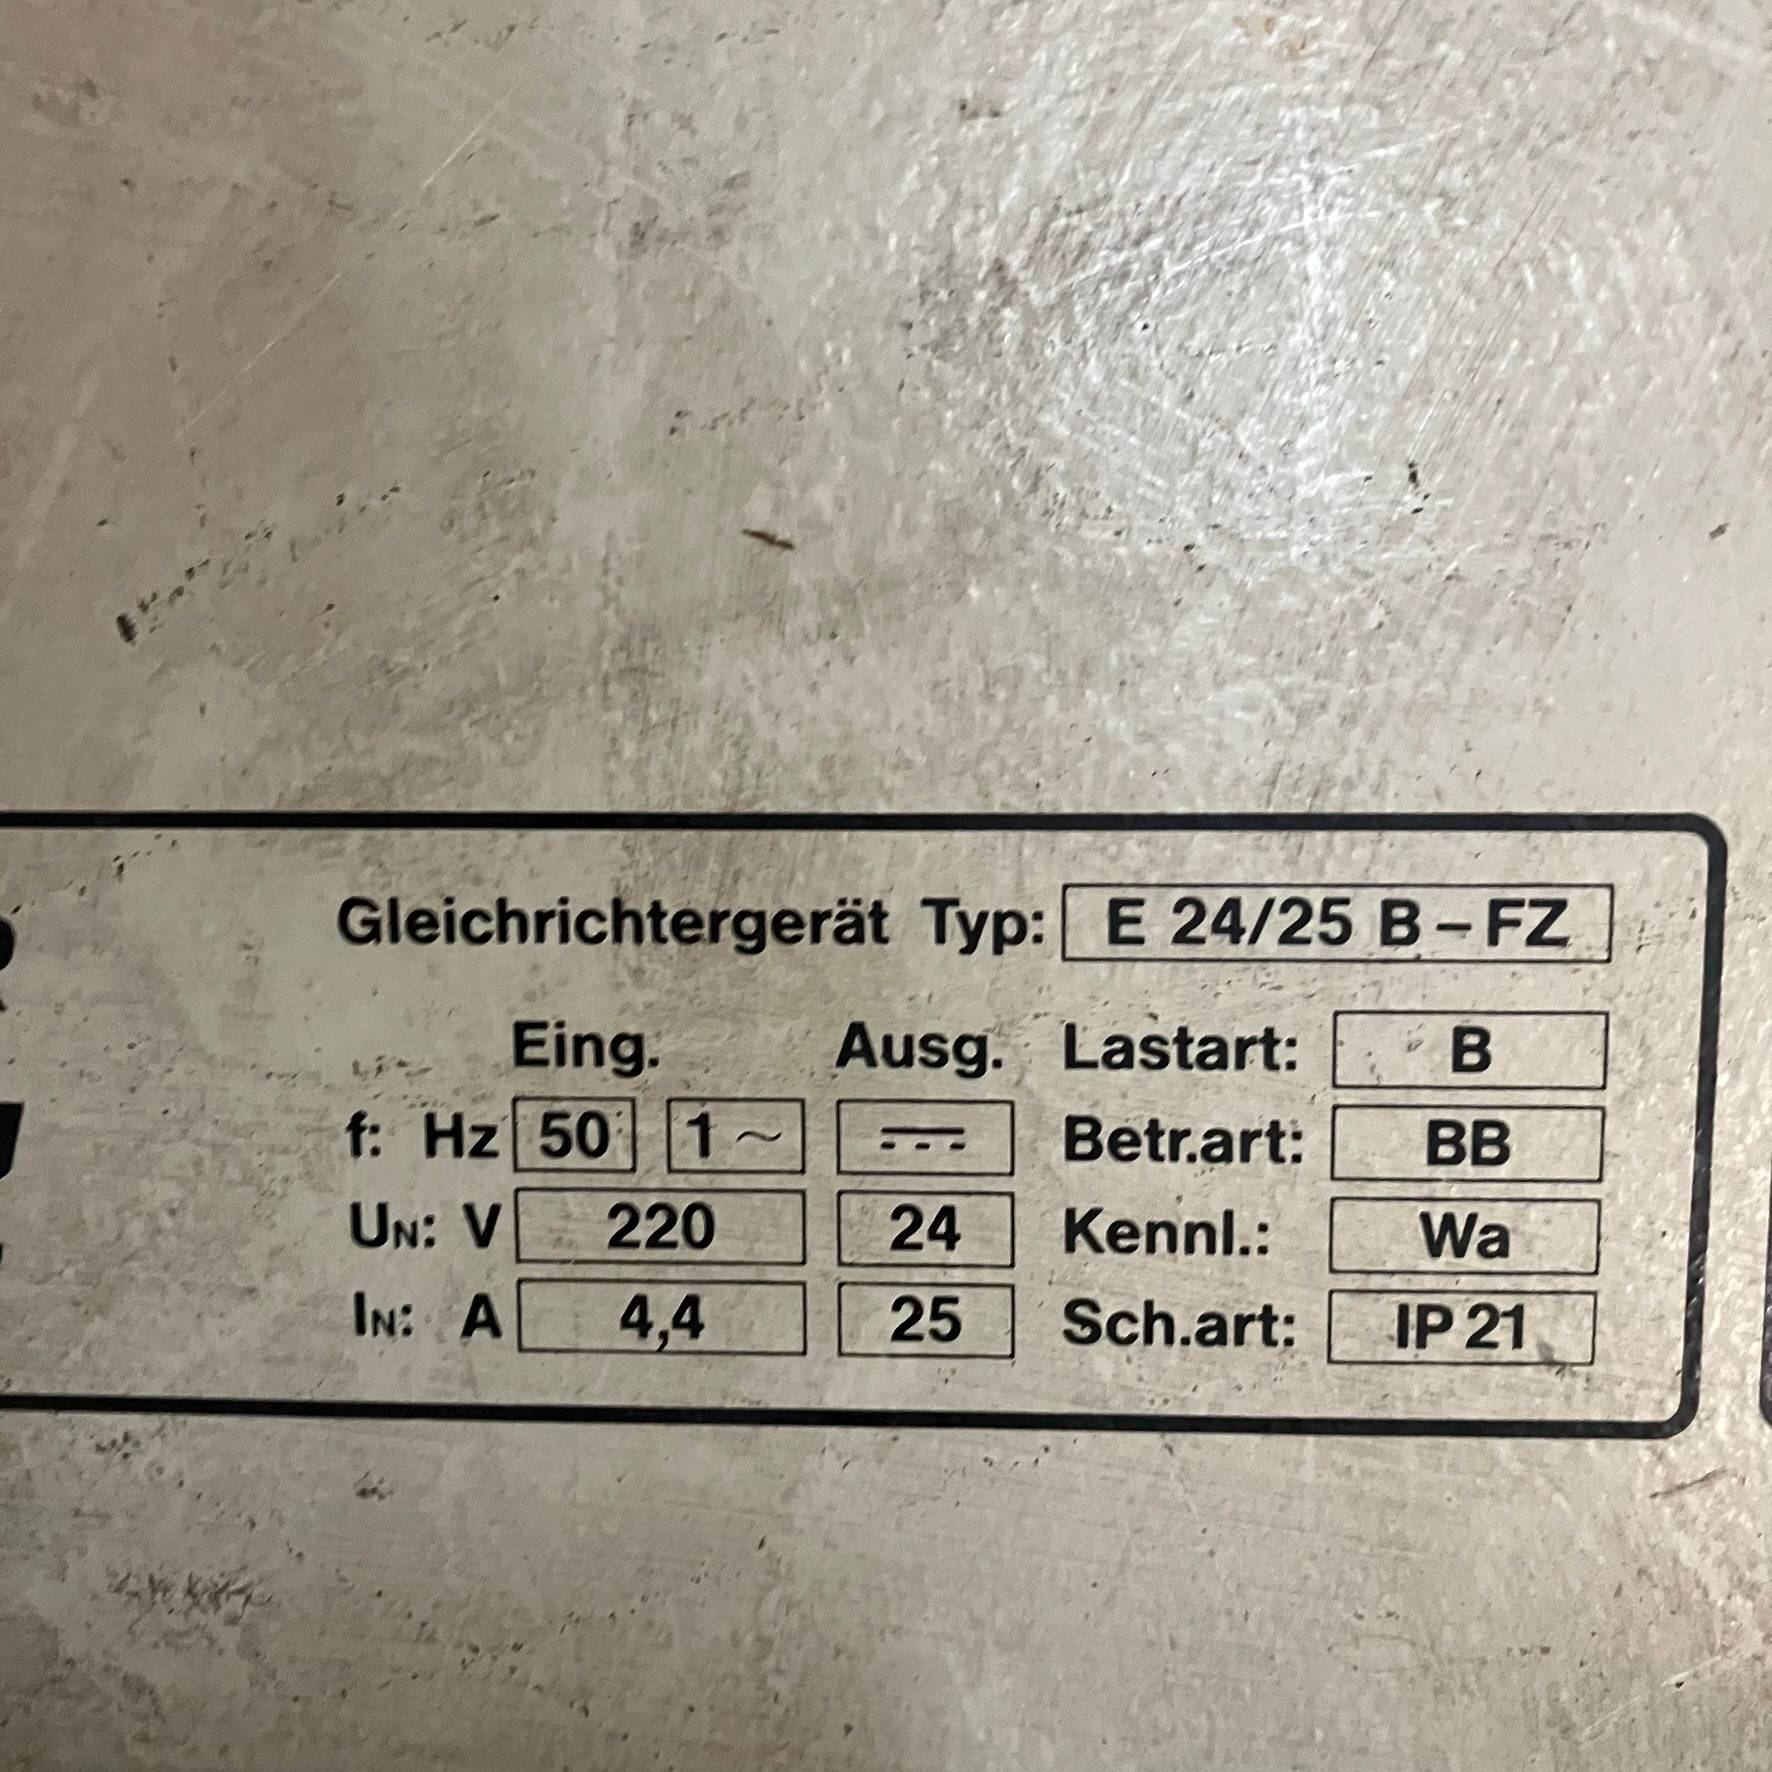 Gleichrichtergerät Typ: E 24/25 B – FZ
Eing. Ausg. Lastart: B
f: Hz 50 1 ~ ⎓ Betr.art: BB
UN: V 220 24 Kennl.: Wa
IN: A 4,4 25 Sch.art: IP 21